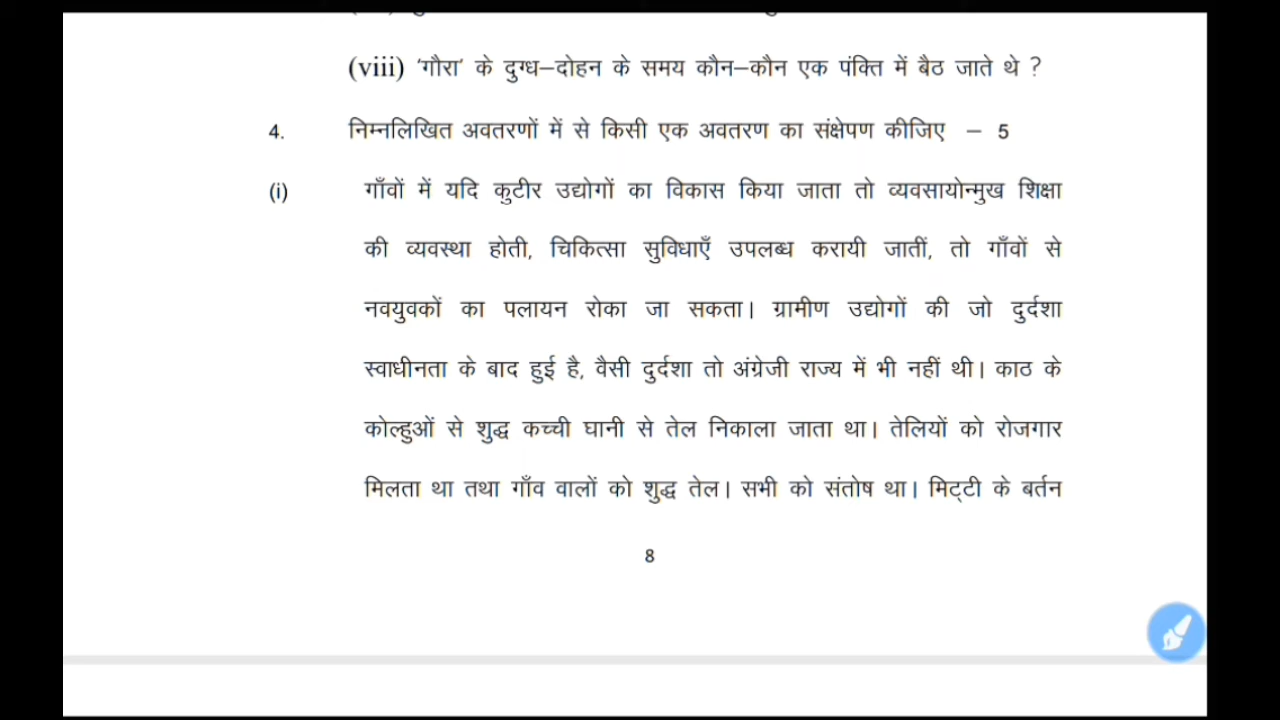 (viii) 'गौरा' के दुग्ध–दोहन के समय कौन–कौन एक पंक्ति में बैठ जाते थे ?
4. निम्नलिखित अवतरणों में से किसी एक अवतरण का संक्षेपण कीजिए – 5
(i) गाँवों में यदि कुटीर उद्योगों का विकास किया जाता तो व्यवसायोन्मुख शिक्षा
की व्यवस्था होती, चिकित्सा सुविधाएँ उपलब्ध करायी जातीं, तो गाँवों से
नवयुवकों का पलायन रोका जा सकता। ग्रामीण उद्योगों की जो दुर्दशा
स्वाधीनता के बाद हुई है, वैसी दुर्दशा तो अंग्रेजी राज्य में भी नहीं थी। काठ के
कोल्हुओं से शुद्ध कच्ची घानी से तेल निकाला जाता था। तेलियों को रोजगार
मिलता था तथा गाँव वालों को शुद्ध तेल। सभी को संतोष था। मिट्टी के बर्तन
8